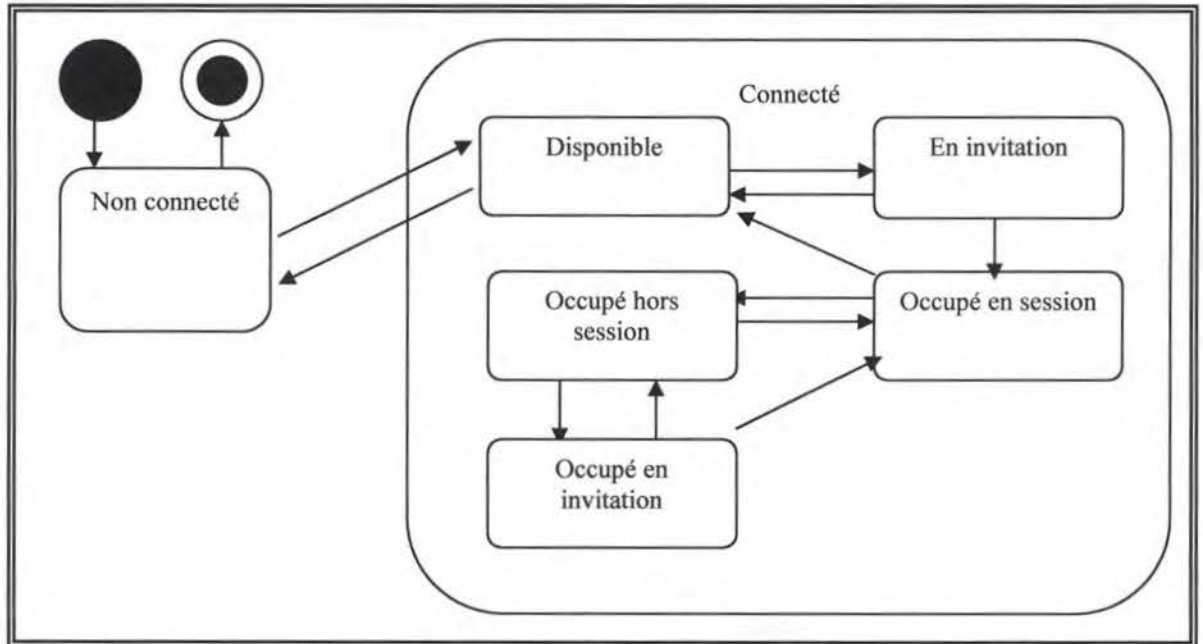 Connecté
Disponible
En invitation
Non connecté
Occupé hors
session
Occupé en session
Occupé en
invitation